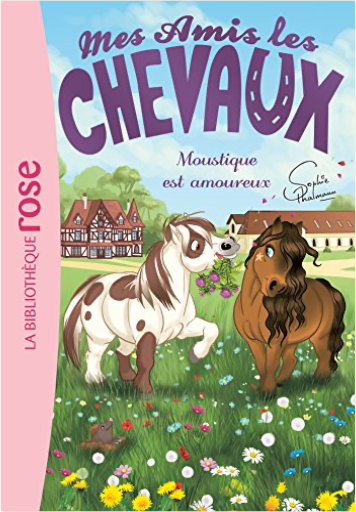 Mes Amis les
CHEVAUX
Moustique
est amoureux
Sophie
Thalmann
LA BIBLIOTHÈQUE rose